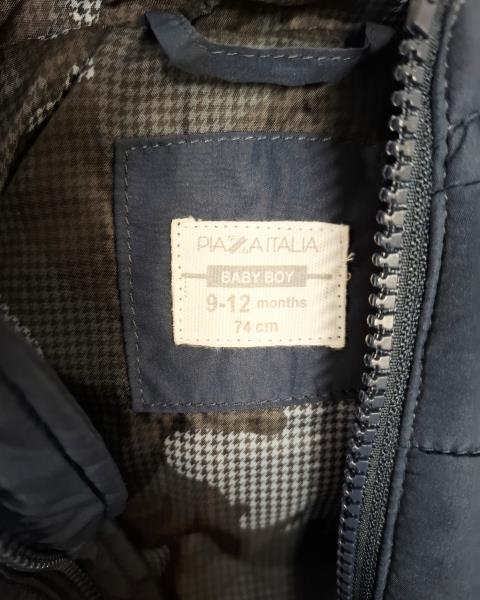 PIAZZA ITALIA
BABY BOY
9-12 months
74 cm